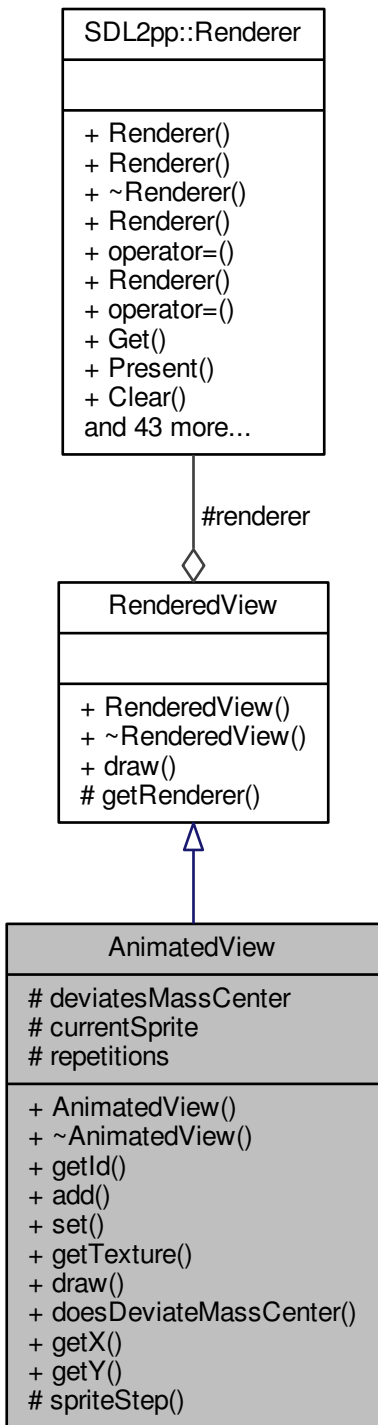 SDL2pp::Renderer
+ Renderer()
+ Renderer()
+ ~Renderer()
+ Renderer()
+ operator=()
+ Renderer()
+ operator=()
+ Get()
+ Present()
+ Clear()
and 43 more...
#renderer
RenderedView
+ RenderedView()
+ ~RenderedView()
+ draw()
# getRenderer()
AnimatedView
# deviatesMassCenter
# currentSprite
# repetitions
+ AnimatedView()
+ ~AnimatedView()
+ getId()
+ add()
+ set()
+ getTexture()
+ draw()
+ doesDeviateMassCenter()
+ getX()
+ getY()
# spriteStep()